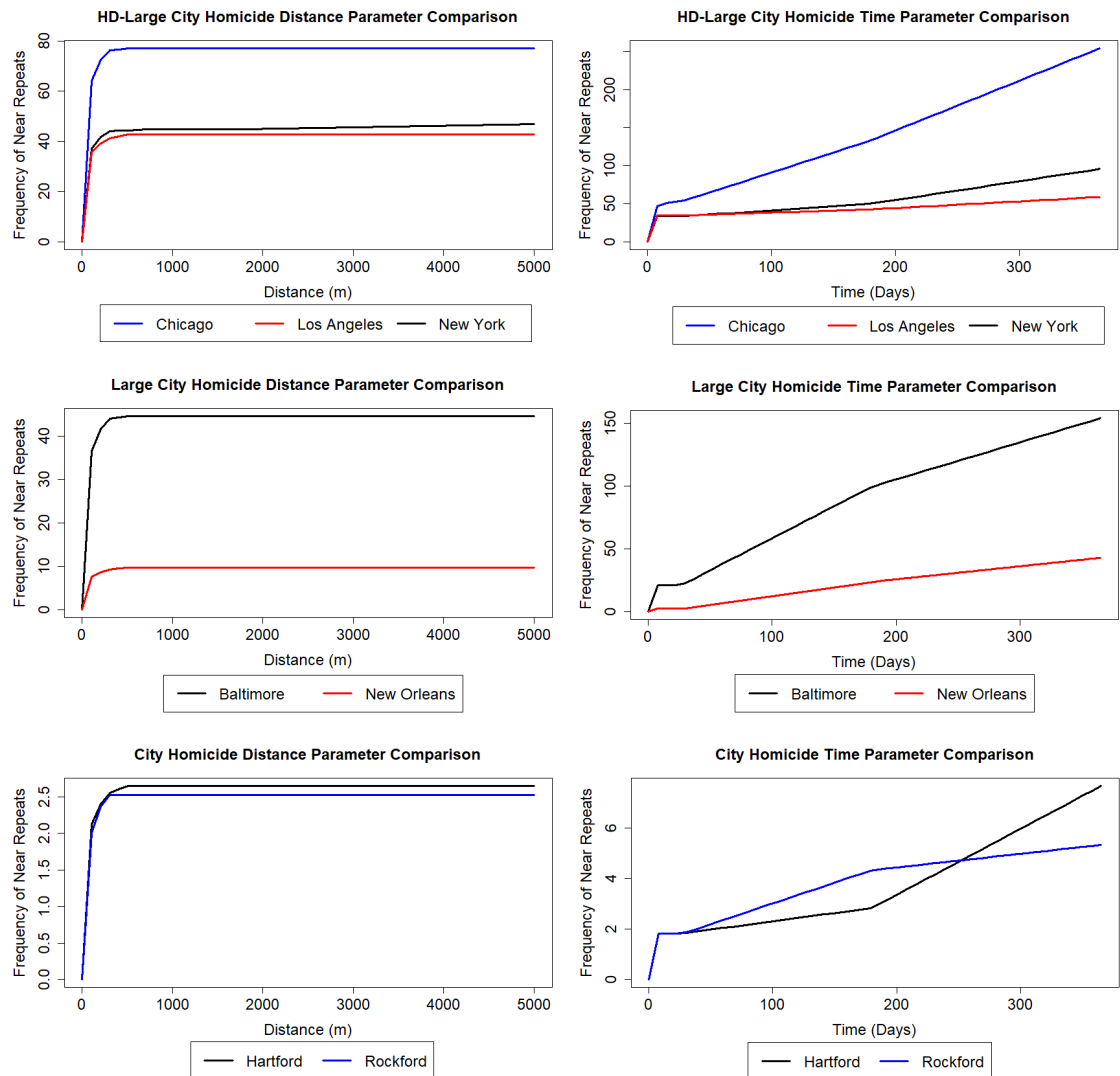 HD-Large City Homicide Distance Parameter Comparison
Frequency of Near Repeats
80
60
40
20
0
0 1000 2000 3000 4000 5000
Distance (m)
Chicago Los Angeles New York
HD-Large City Homicide Time Parameter Comparison
Frequency of Near Repeats
200
100
50
0
0 100 200 300
Time (Days)
Chicago Los Angeles New York
Large City Homicide Distance Parameter Comparison
Frequency of Near Repeats
40
30
20
10
0
0 1000 2000 3000 4000 5000
Distance (m)
Baltimore New Orleans
Large City Homicide Time Parameter Comparison
Frequency of Near Repeats
150
100
50
0
0 100 200 300
Time (Days)
Baltimore New Orleans
City Homicide Distance Parameter Comparison
Frequency of Near Repeats
2.5
2.0
1.5
1.0
0.5
0.0
0 1000 2000 3000 4000 5000
Distance (m)
Hartford Rockford
City Homicide Time Parameter Comparison
Frequency of Near Repeats
6
4
2
0
0 100 200 300
Time (Days)
Hartford Rockford